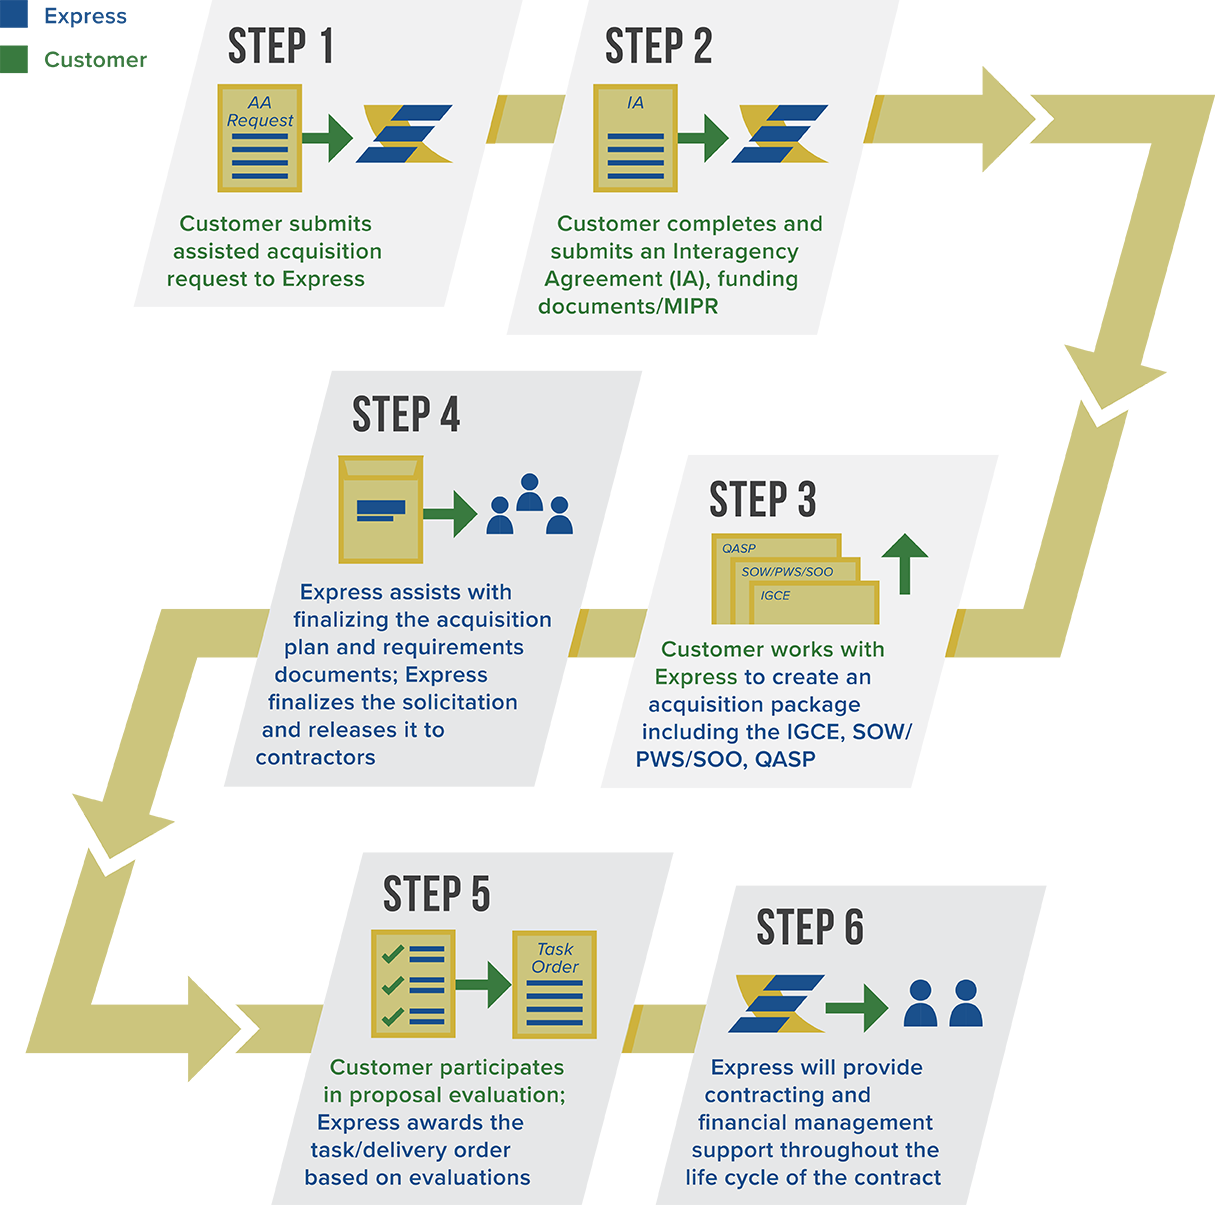 Express
Customer
STEP 1
AA
Request
Customer submits
assisted acquisition
request to Express
STEP 2
IA
Customer completes and
submits an Interagency
Agreement (IA), funding
documents/MIPR
STEP 3
QASP
SOW/PWS/SOO
IGCE
Customer works with
Express to create an
acquisition package
including the IGCE, SOW/
PWS/SOO, QASP
STEP 4
Express assists with
finalizing the acquisition
plan and requirements
documents; Express
finalizes the solicitation
and releases it to
contractors
STEP 5
Task
Order
Customer participates
in proposal evaluation;
Express awards the
task/delivery order
based on evaluations
STEP 6
Express will provide
contracting and
financial management
support throughout the
life cycle of the contract